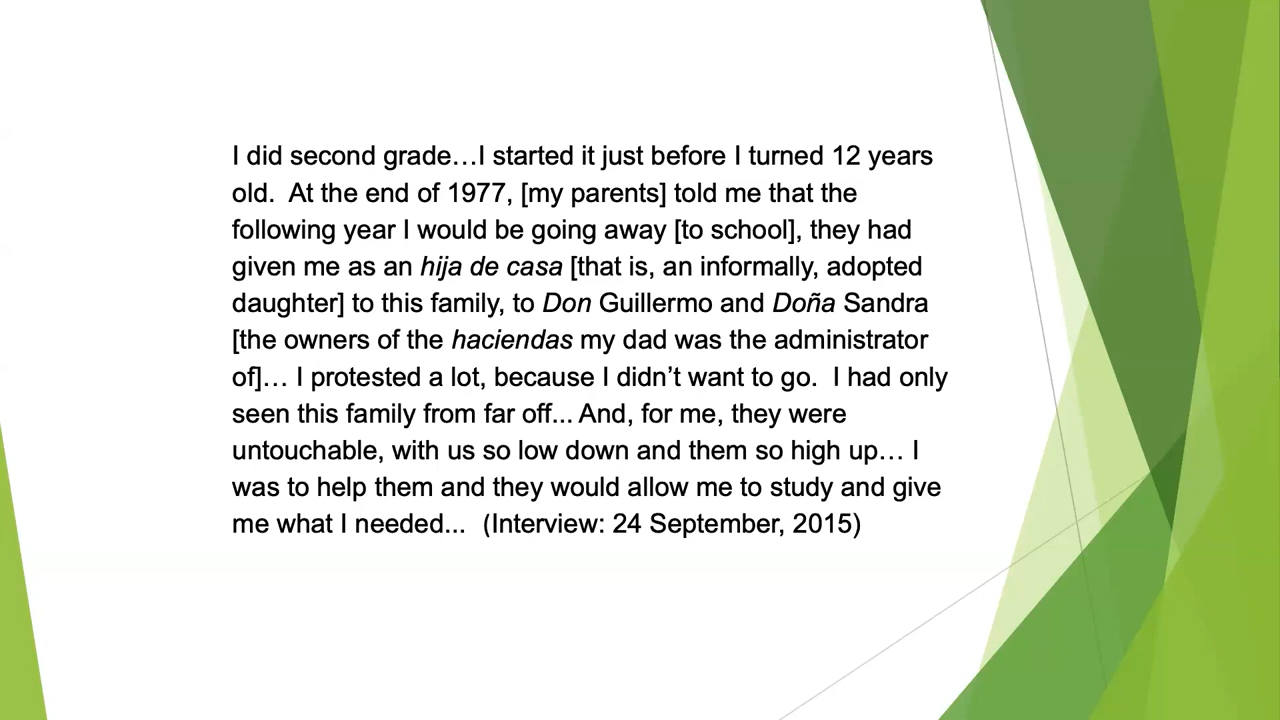 I did second grade…I started it just before I turned 12 years
old.  At the end of 1977, [my parents] told me that the
following year I would be going away [to school], they had
given me as an hija de casa [that is, an informally, adopted
daughter] to this family, to Don Guillermo and Doña Sandra
[the owners of the haciendas my dad was the administrator
of]… I protested a lot, because I didn’t want to go.  I had only
seen this family from far off... And, for me, they were
untouchable, with us so low down and them so high up… I
was to help them and they would allow me to study and give
me what I needed...  (Interview: 24 September, 2015)